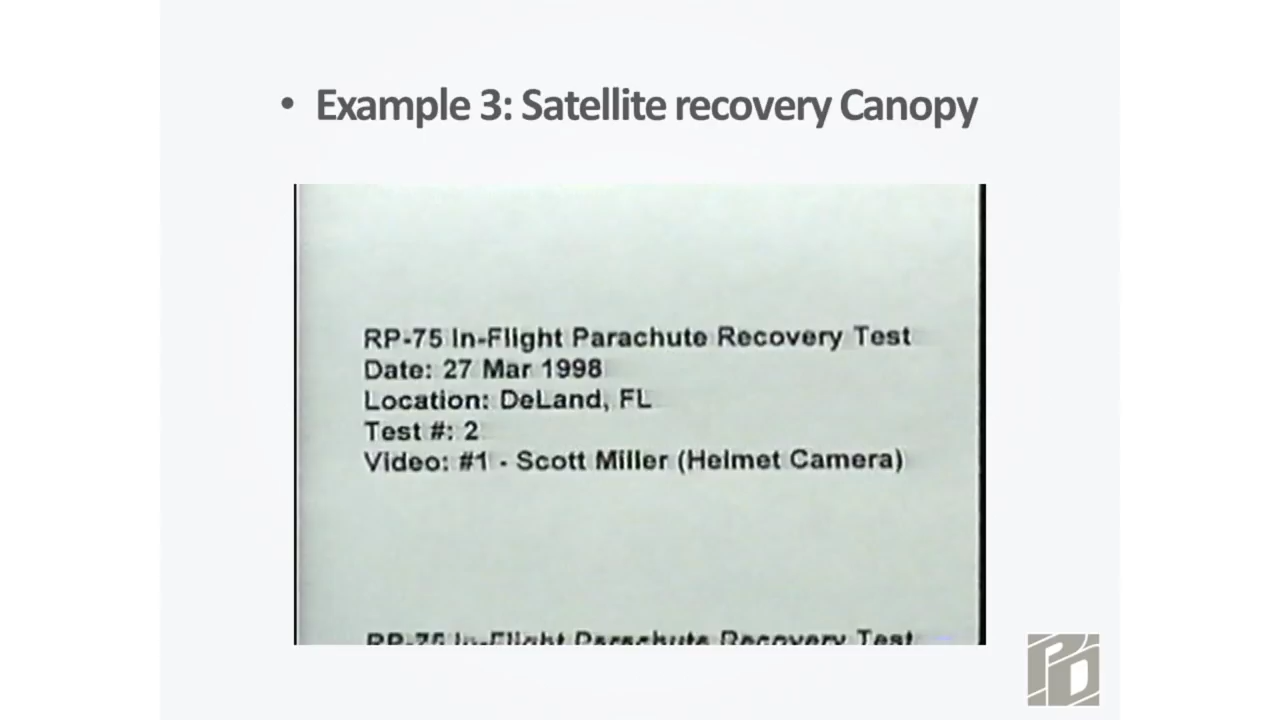 • Example 3: Satellite recovery Canopy
RP-75 In-Flight Parachute Recovery Test
Date: 27 Mar 1998
Location: DeLand, FL
Test #: 2
Video: #1 - Scott Miller (Helmet Camera)
RP-75 In-Flight Parachute Recovery Test
PD